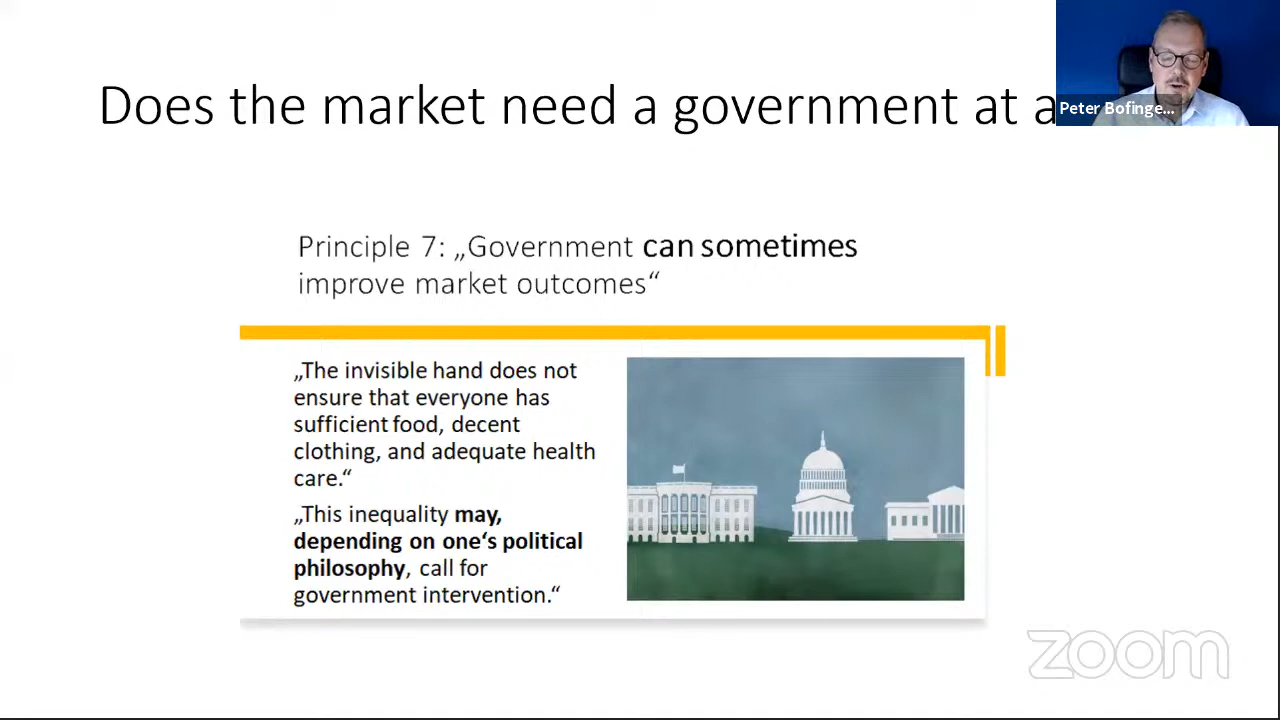 Does the market need a government at a
Peter Bofinge...
Principle 7: „Government can sometimes
improve market outcomes“
„The invisible hand does not
ensure that everyone has
sufficient food, decent
clothing, and adequate health
care.“
„This inequality may,
depending on one‘s political
philosophy, call for
government intervention.“
zoom